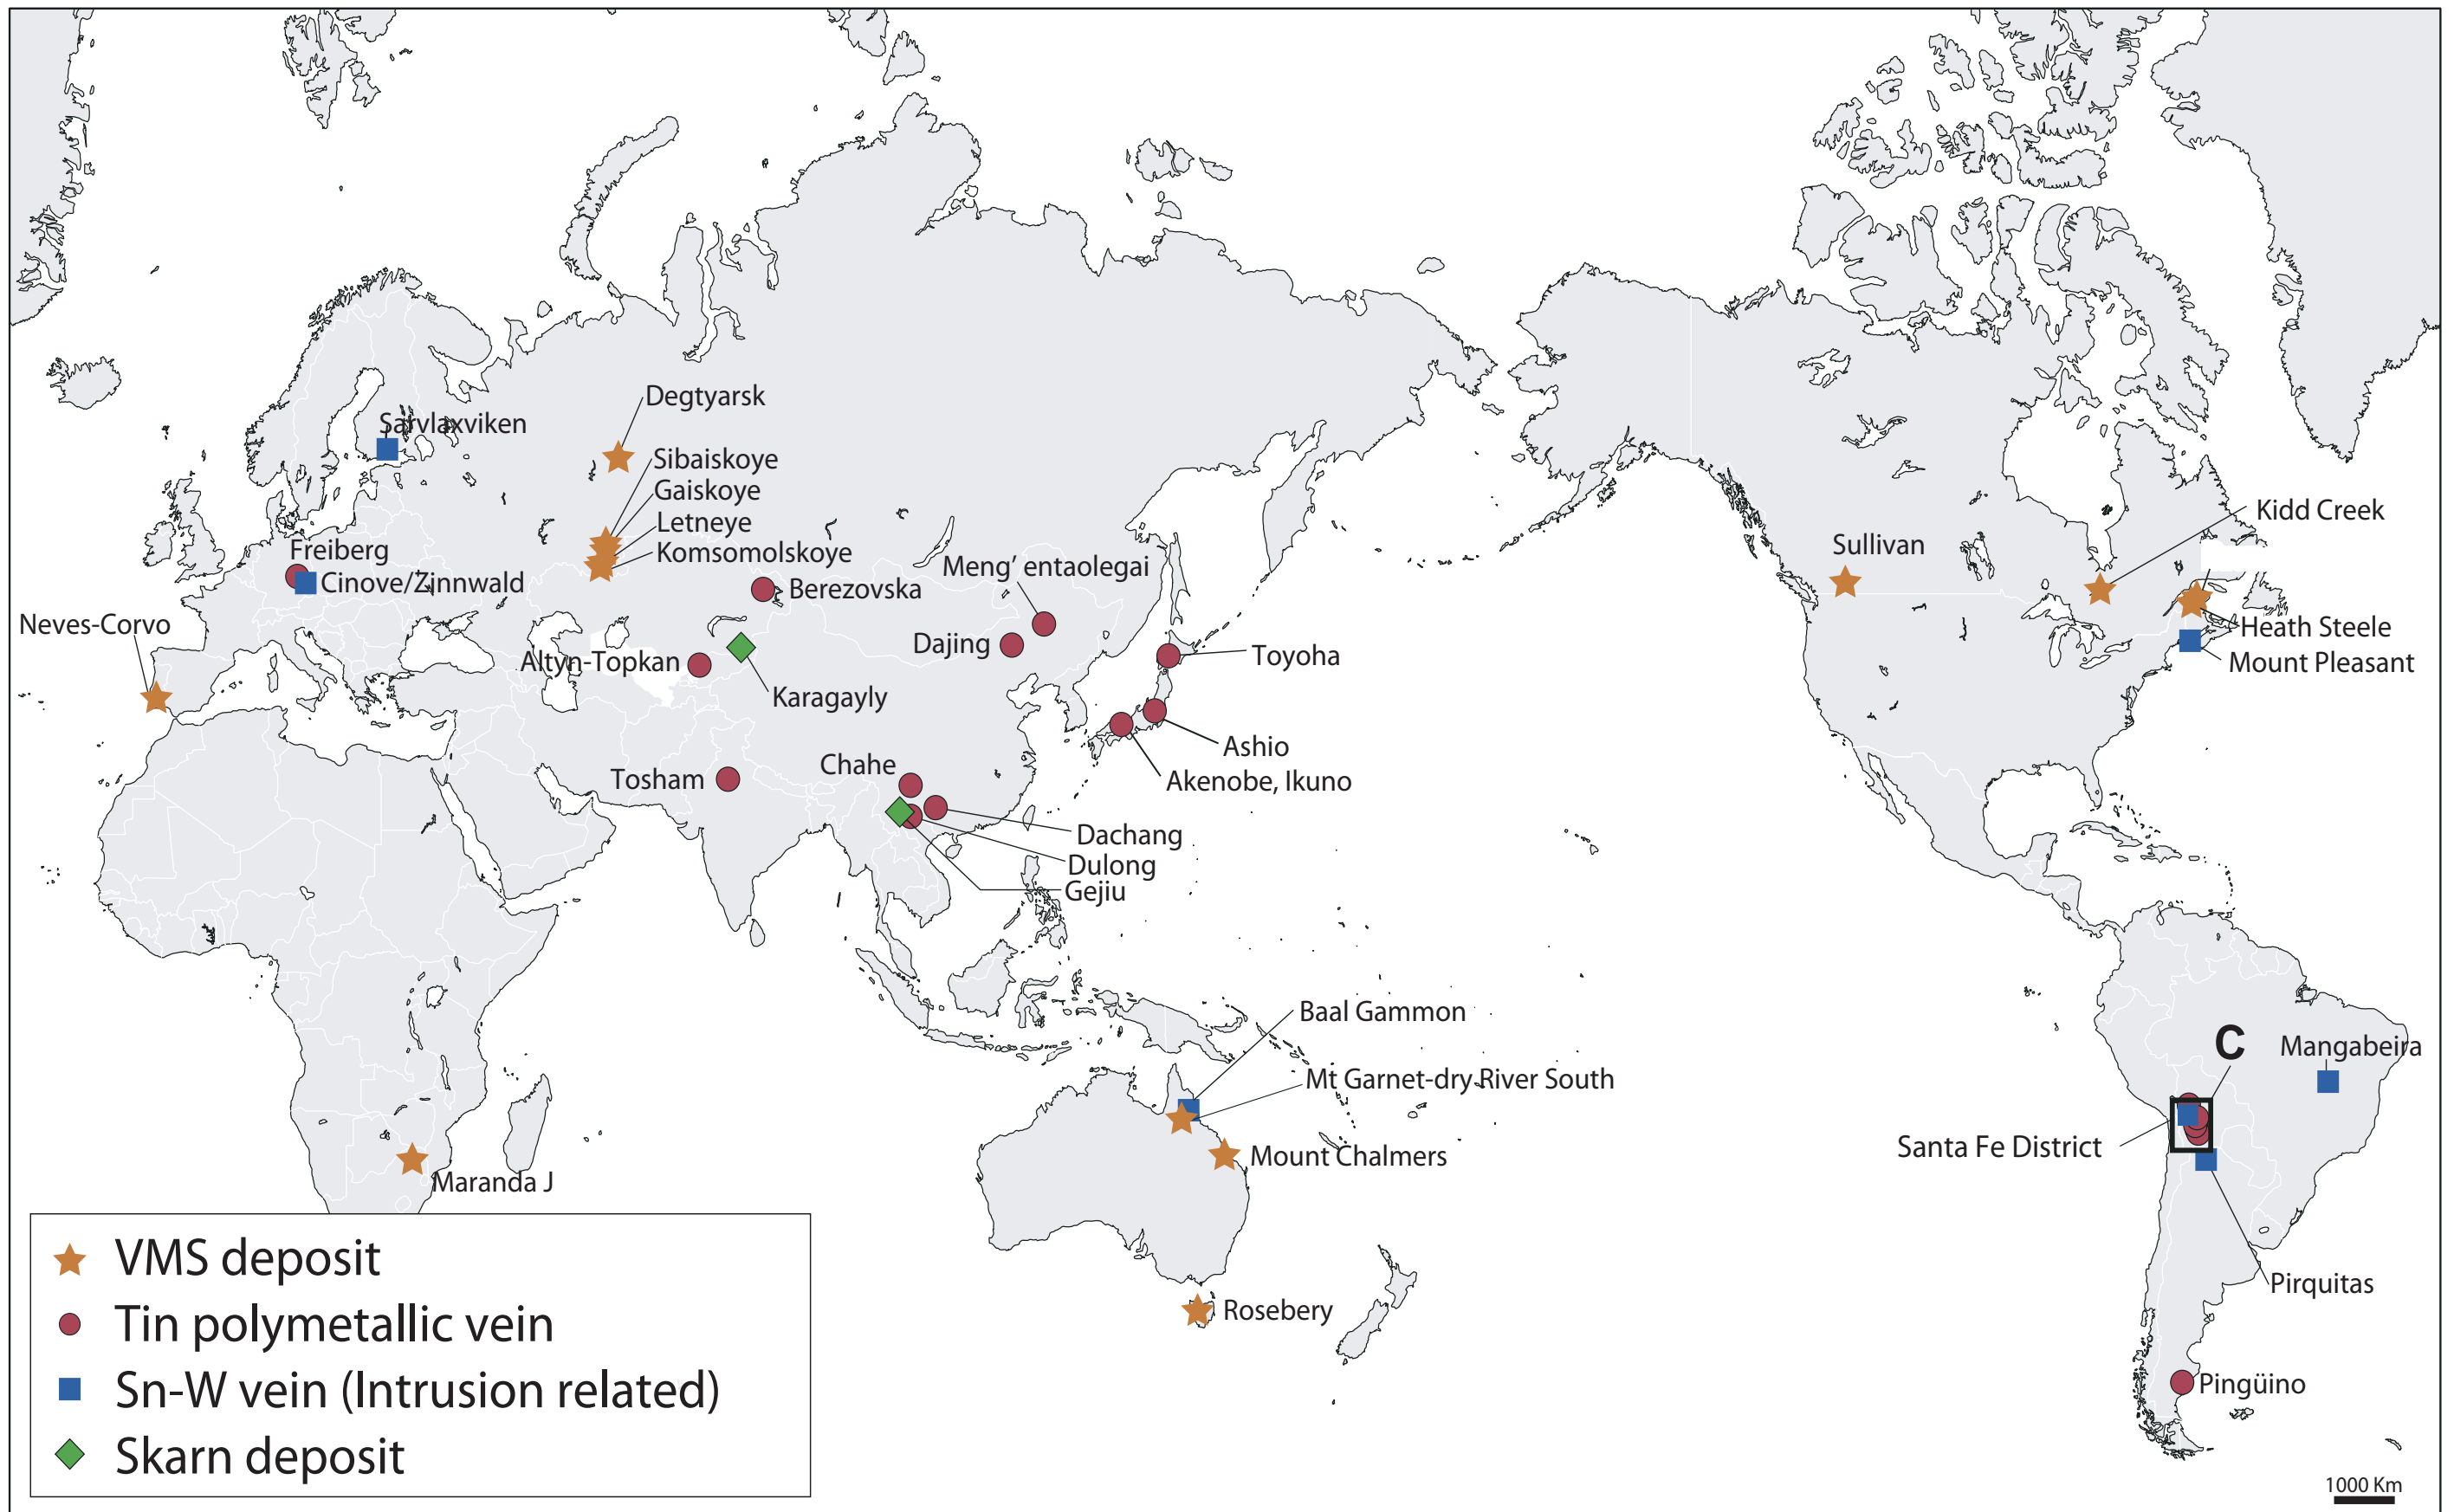 Degtyarsk
Sarvlaxviken
Sibaiskoye
Gaiskoye
Letneye
Komsomolskoye
Kidd Creek
Sullivan
Freiberg
Cinove/Zinnwald
Meng’ entaolegai
Berezovska
Neves-Corvo
Heath Steele
Dajing
Toyoha
Altyn-Topkan
Mount Pleasant
Karagayly
Ashio
Chahe
Tosham
Akenobe, Ikuno
Dachang
Dulong
Gejiu
Baal Gammon
C
Mangabeira
Mt Garnet-dry River South
Santa Fe District
Mount Chalmers
Maranda J
Pirquitas
Rosebery
Pingüino
VMS deposit
Tin polymetallic vein
Sn-W vein (Intrusion related)
Skarn deposit
1000 Km